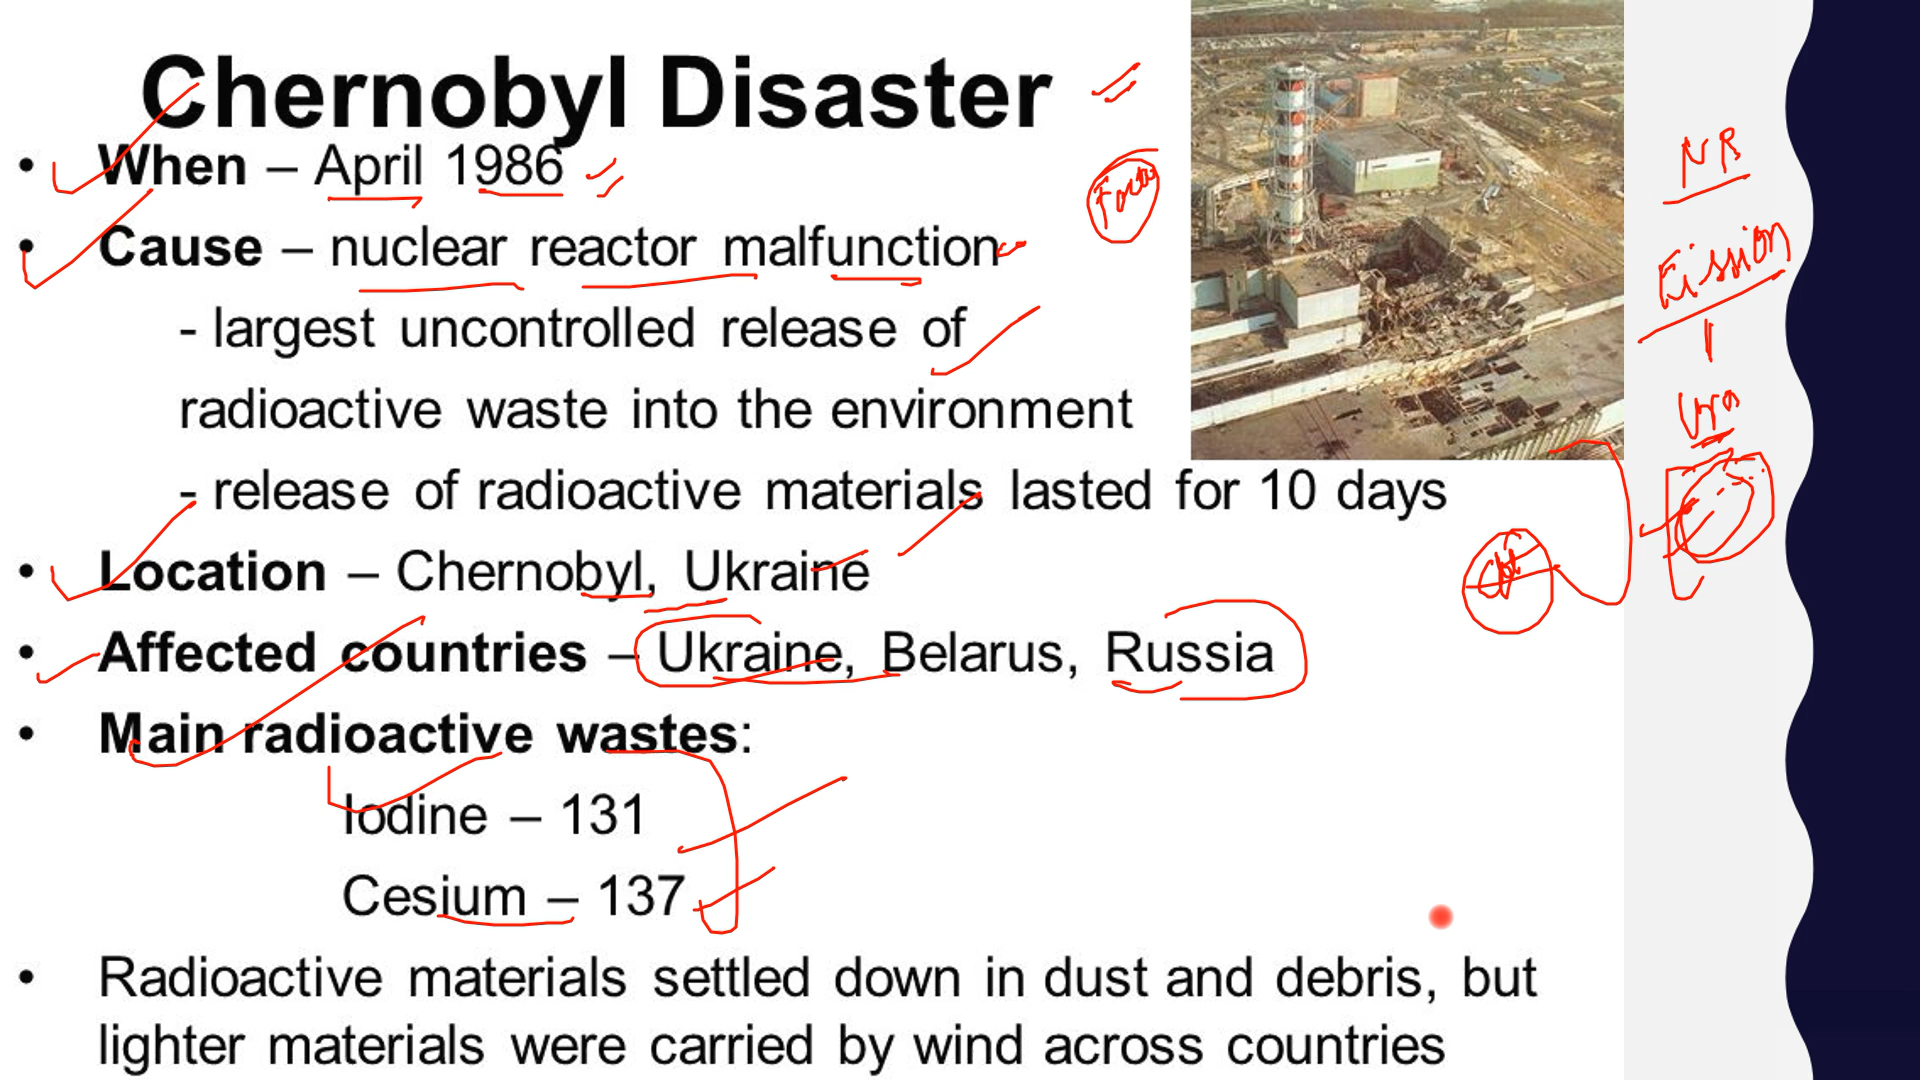 Chernobyl Disaster
• When – April 1986
• Cause – nuclear reactor malfunction
- largest uncontrolled release of
radioactive waste into the environment
- release of radioactive materials lasted for 10 days
• Location – Chernobyl, Ukraine
• Affected countries – Ukraine, Belarus, Russia
• Main radioactive wastes:
Iodine – 131
Cesium – 137
• Radioactive materials settled down in dust and debris, but
lighter materials were carried by wind across countries
NR
Fission